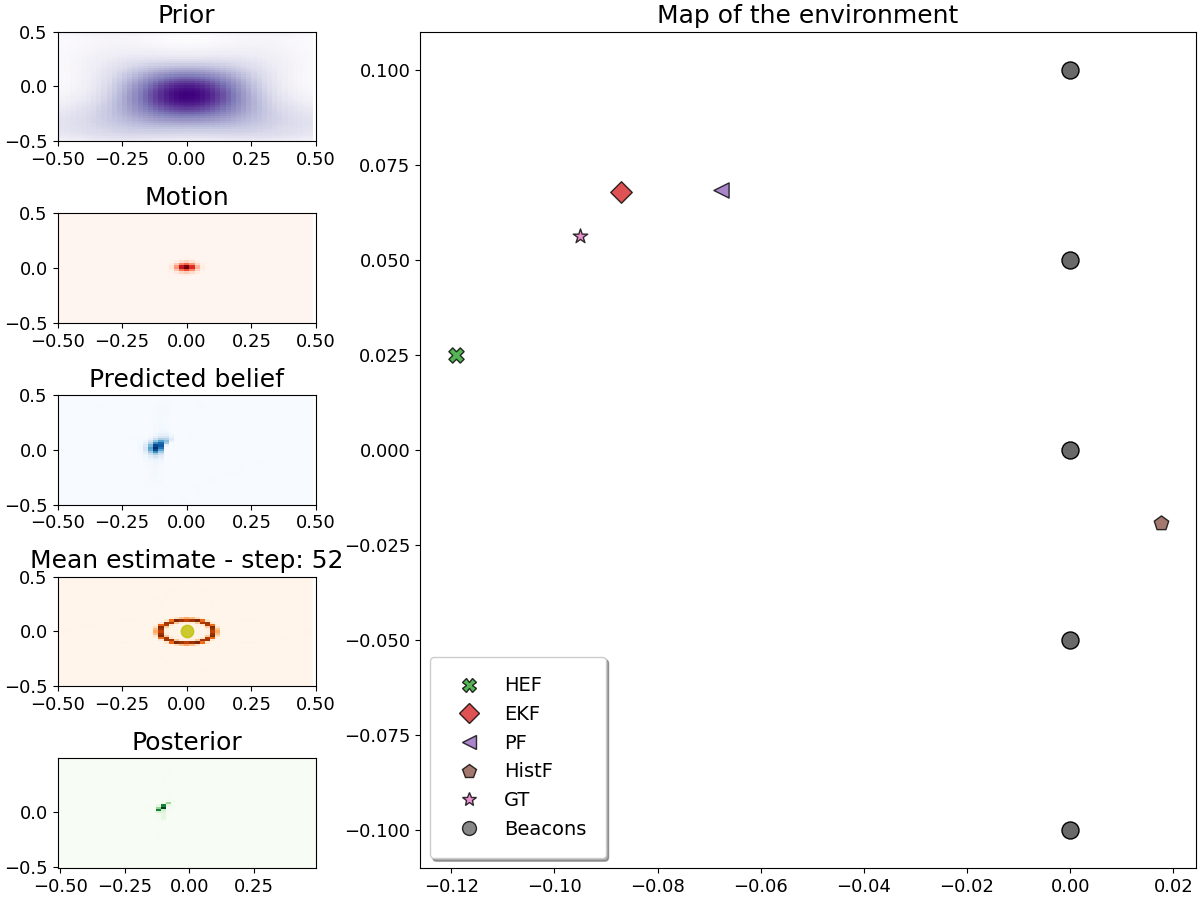 Prior
0.5
0.0
−0.5
−0.50 −0.25 0.00 0.25 0.50
Motion
0.5
0.0
−0.5
−0.50 −0.25 0.00 0.25 0.50
Predicted belief
0.5
0.0
−0.5
−0.50 −0.25 0.00 0.25 0.50
Mean estimate - step: 52
0.5
0.0
−0.5
−0.50 −0.25 0.00 0.25 0.50
Posterior
0.0
−0.5
−0.50 −0.25 0.00 0.25
Map of the environment
0.100
0.075
0.050
0.025
0.000
−0.025
−0.050
−0.075
−0.100
HEF
EKF
PF
HistF
GT
Beacons
−0.12 −0.10 −0.08 −0.06 −0.04 −0.02 0.00 0.02